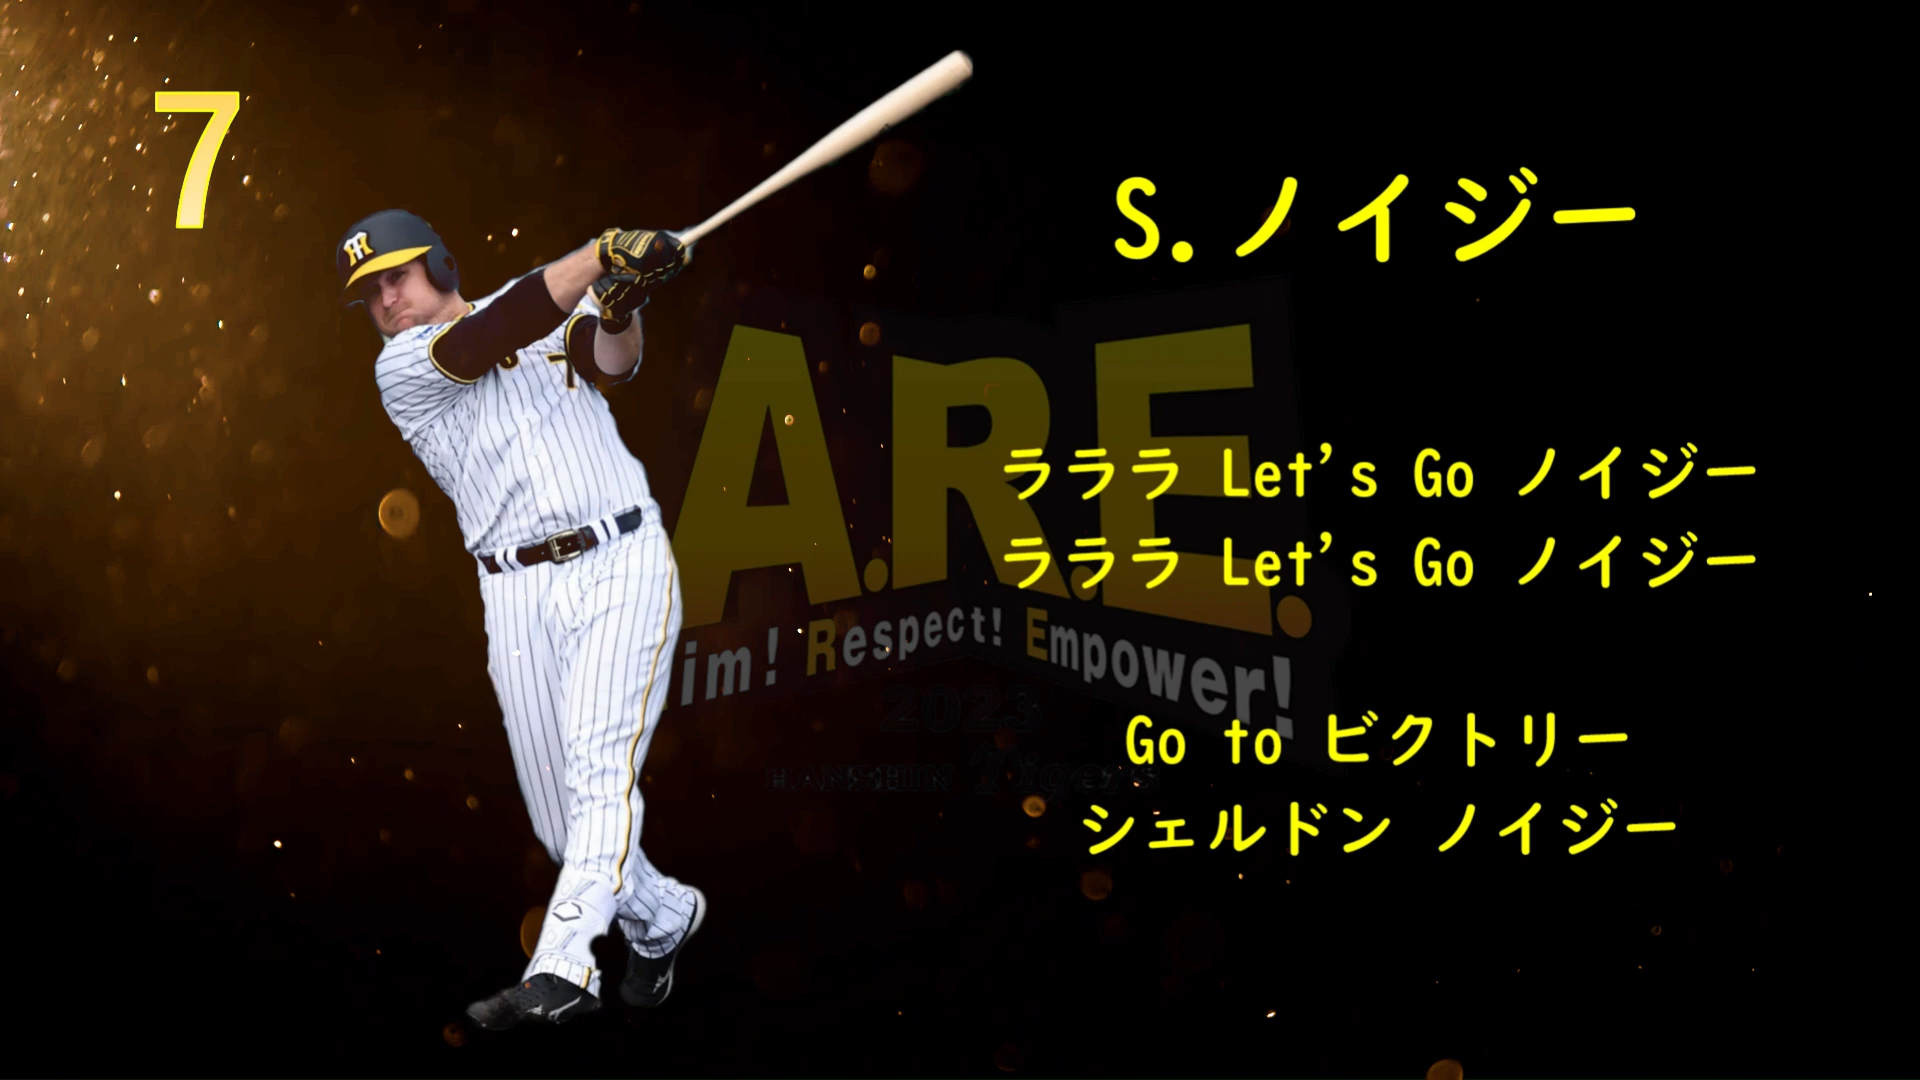 7
S.ノイジー
A.R.E.
im! Respect! Empower!
2023
HANSHIN Tigers
ラララ Let's Go ノイジー
ラララ Let's Go ノイジー
Go to ビクトリー
シェルドン ノイジー